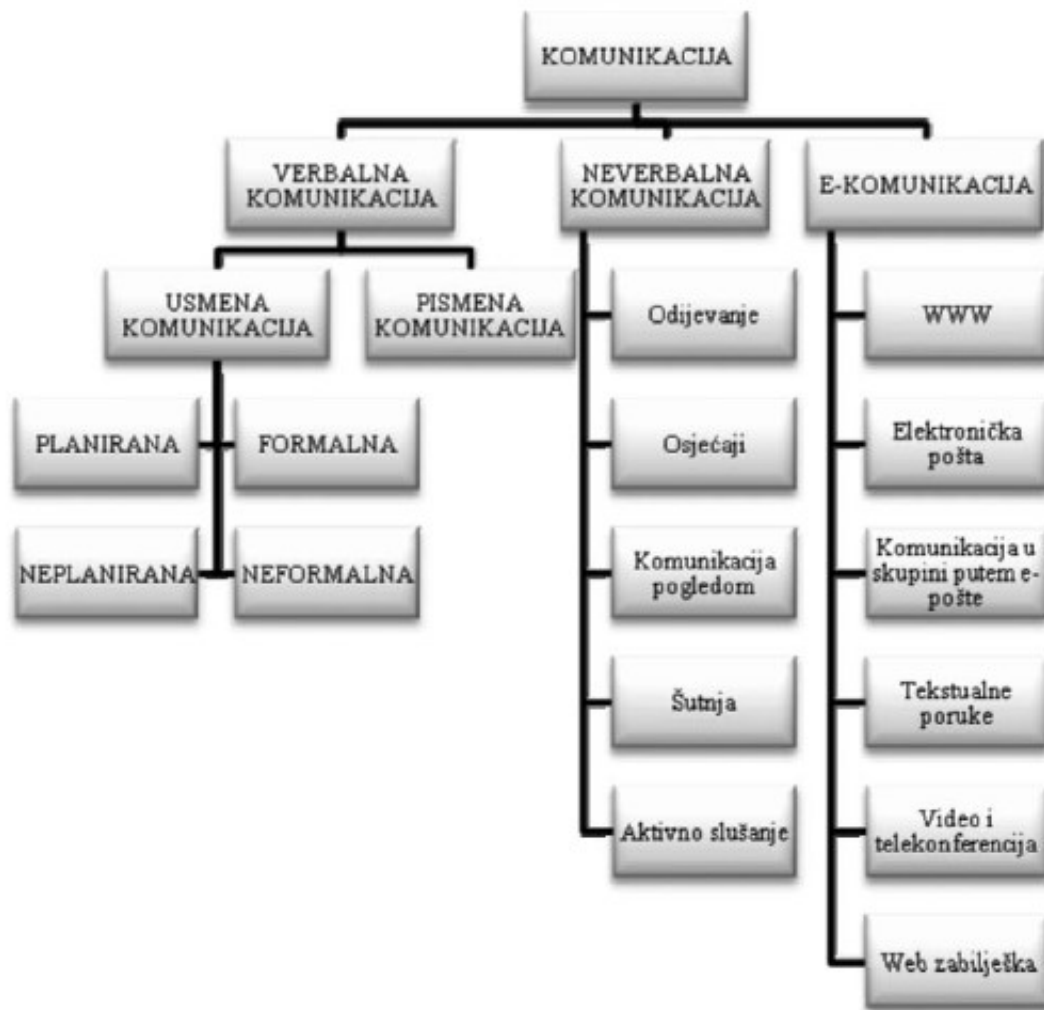 KOMUNIKACIJA
VERBALNA
KOMUNIKACIJA
NEVERBALNA
KOMUNIKACIJA
E-KOMUNIKACIJA
USMENA
KOMUNIKACIJA
PISMENA
KOMUNIKACIJA
PLANIRANA
FORMALNA
NEPLANIRANA
NEFORMALNA
Odijevanje
Osjećaji
Komunikacija
pogledom
Šutnja
Aktivno slušanje
WWW
Elektronička
pošta
Komunikacija u
skupini putem e-
pošte
Tekstualne
poruke
Video i
telekonferencija
Web zabilješka